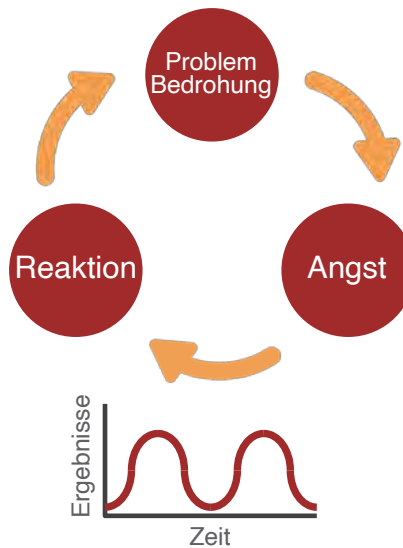 Problem
Bedrohung
Reaktion
Angst
Ergebnisse
Zeit